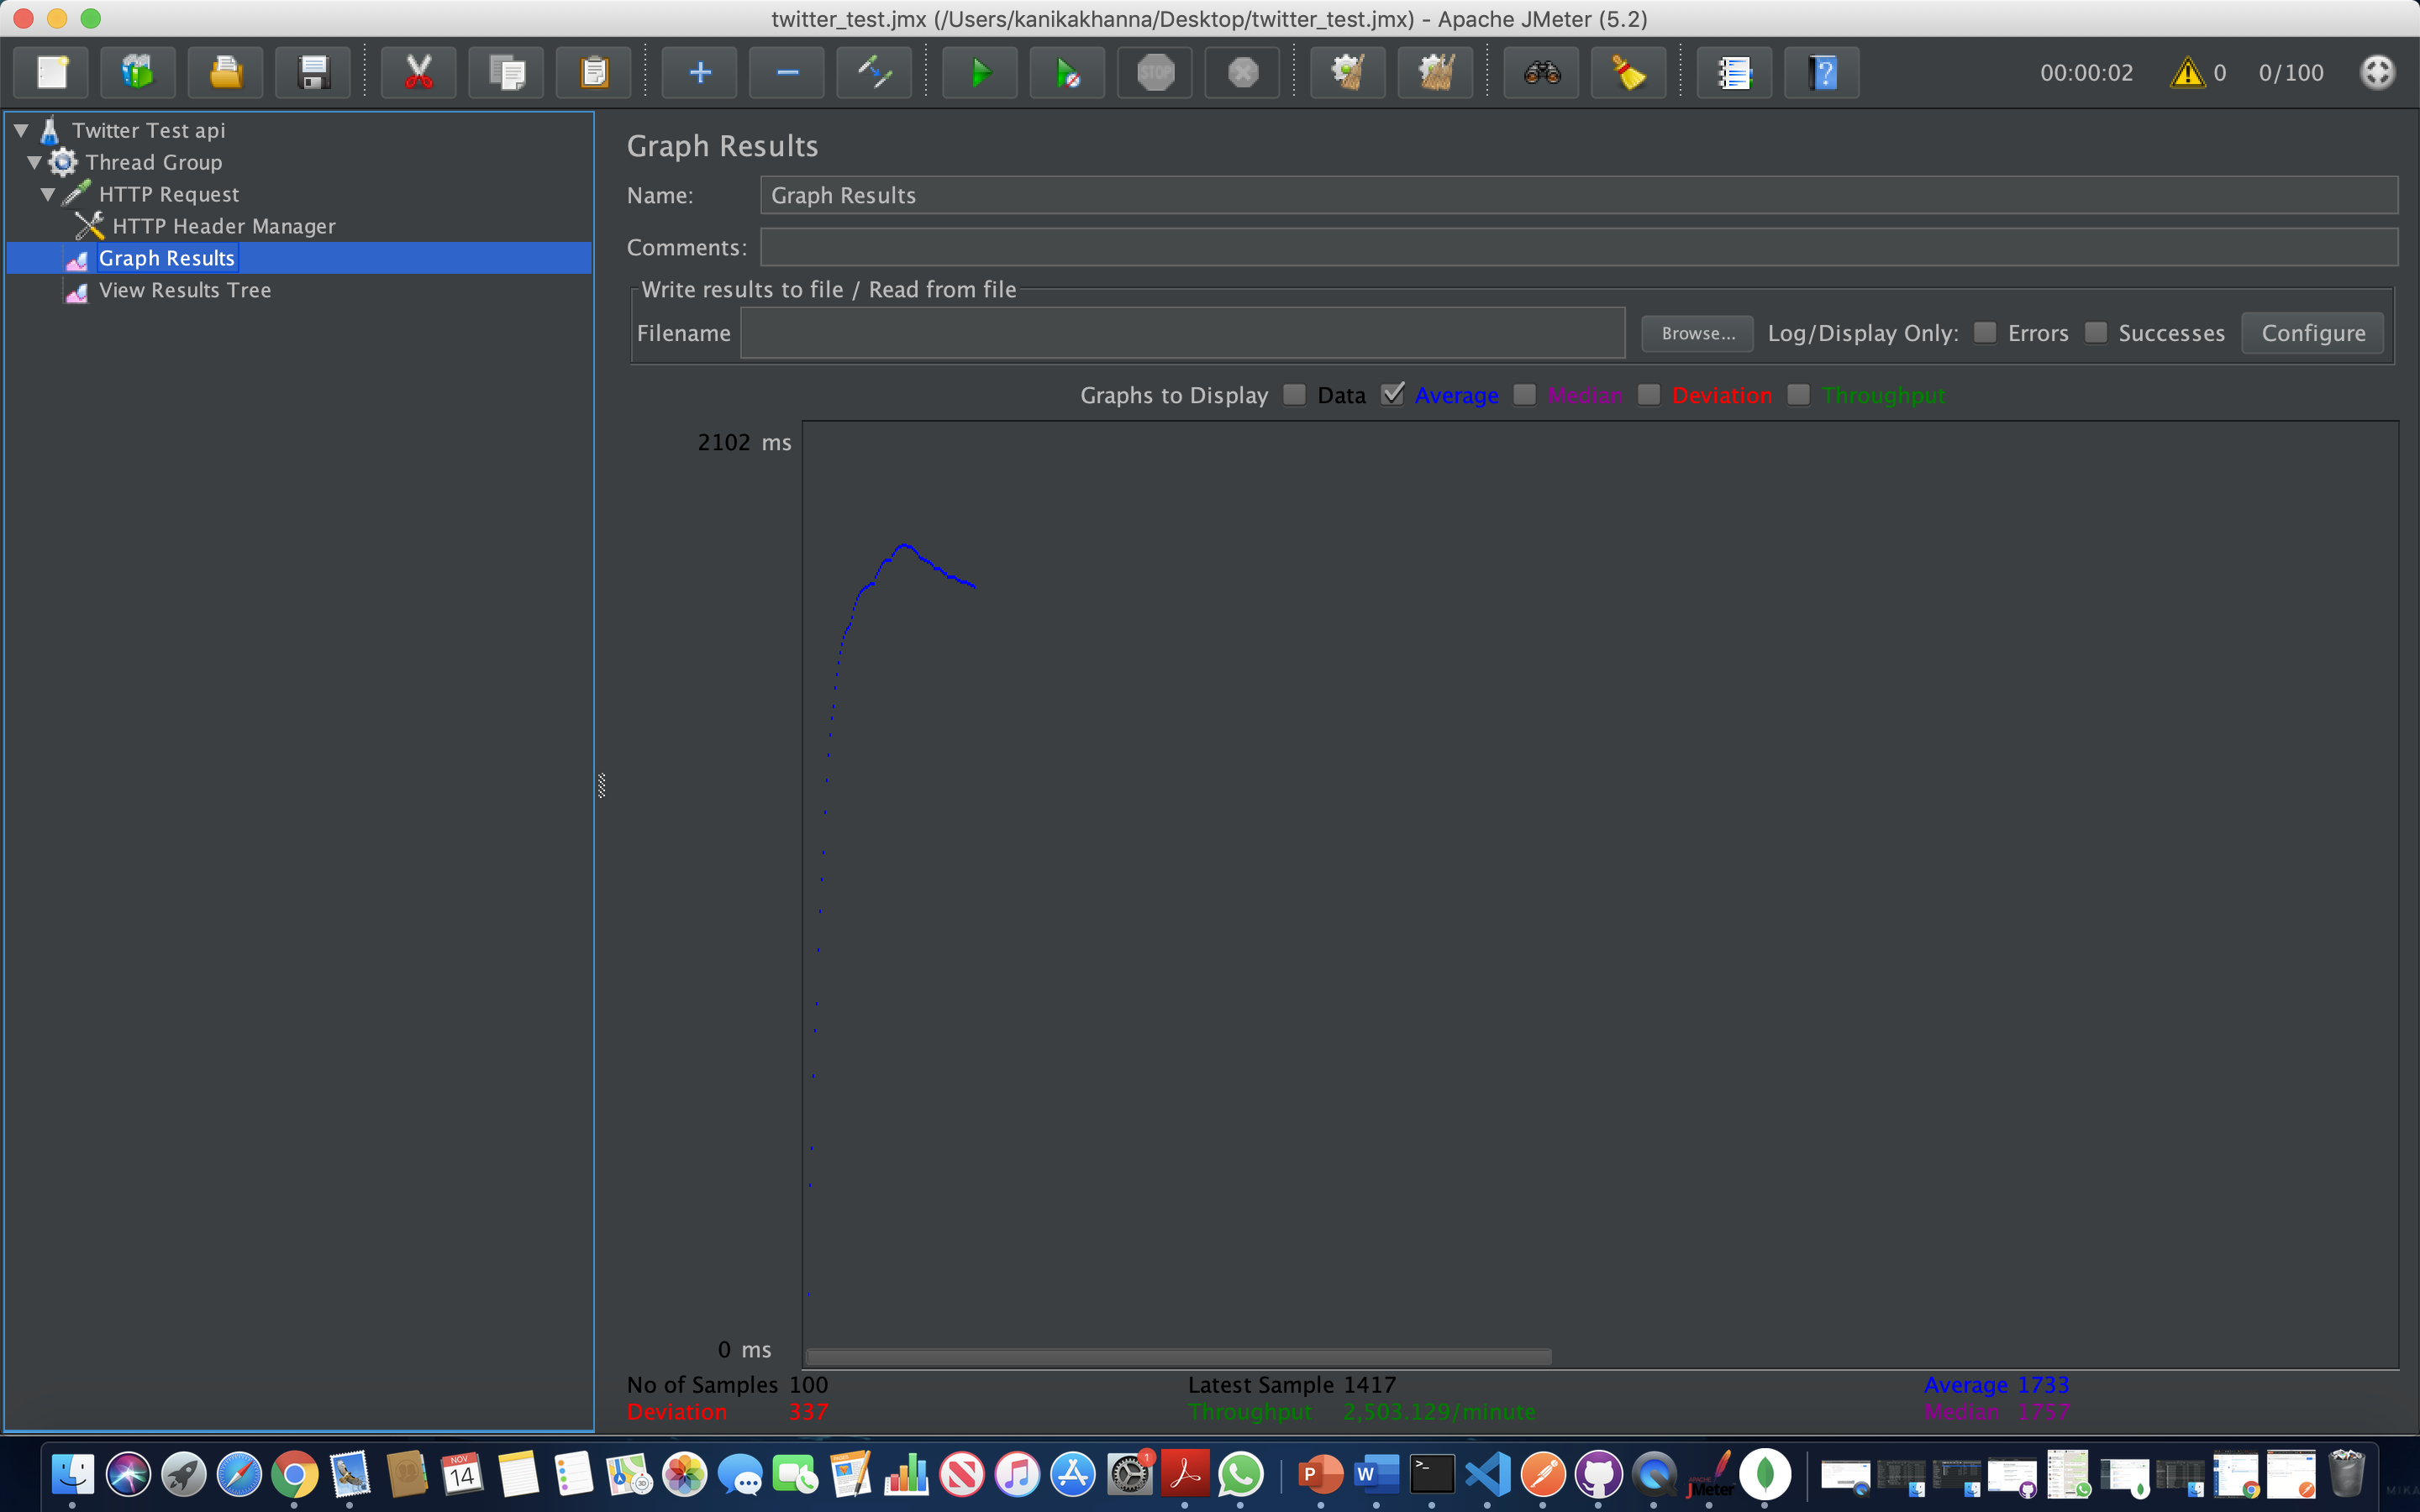 twitter_test.jmx (/Users/kanikakhanna/Desktop/twitter_test.jmx) - Apache JMeter (5.2)
STOP
00:00:02 0 0/100
Twitter Test api
Thread Group
HTTP Request
HTTP Header Manager
Graph Results
View Results Tree
Graph Results
Name: Graph Results
Comments:
Write results to file / Read from file
Filename Browse... Log/Display Only: Errors Successes Configure
Graphs to Display Data Average Median Deviation Throughput
2102 ms
0 ms
No of Samples 100 Latest Sample 1417 Average 1733
Deviation 337 Throughput 2,503.129/minute Median 1757
NOV
14
1
P
W
>_
APACHE
JMeter